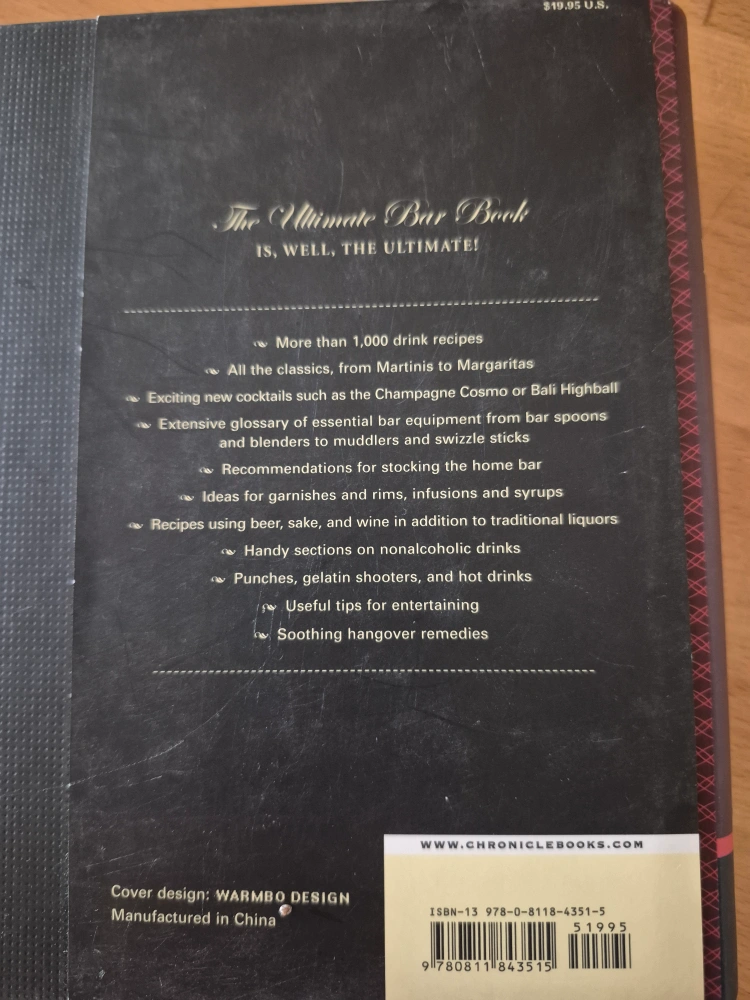 $19.95 U.S.
The Ultimate Bar Book
IS, WELL, THE ULTIMATE!
More than 1,000 drink recipes
All the classics, from Martinis to Margaritas
Exciting new cocktails such as the Champagne Cosmo or Bali Highball
Extensive glossary of essential bar equipment from bar spoons
and blenders to muddlers and swizzle sticks
Recommendations for stocking the home bar
Ideas for garnishes and rims, infusions and syrups
Recipes using beer, sake, and wine in addition to traditional liquors
Handy sections on nonalcoholic drinks
Punches, gelatin shooters, and hot drinks
Useful tips for entertaining
Soothing hangover remedies
Cover design: WARMBO DESIGN
Manufactured in China
WWW.CHRONICLEBOOKS.COM
ISBN-13 978-0-8118-4351-5
51995
9 780811 843515